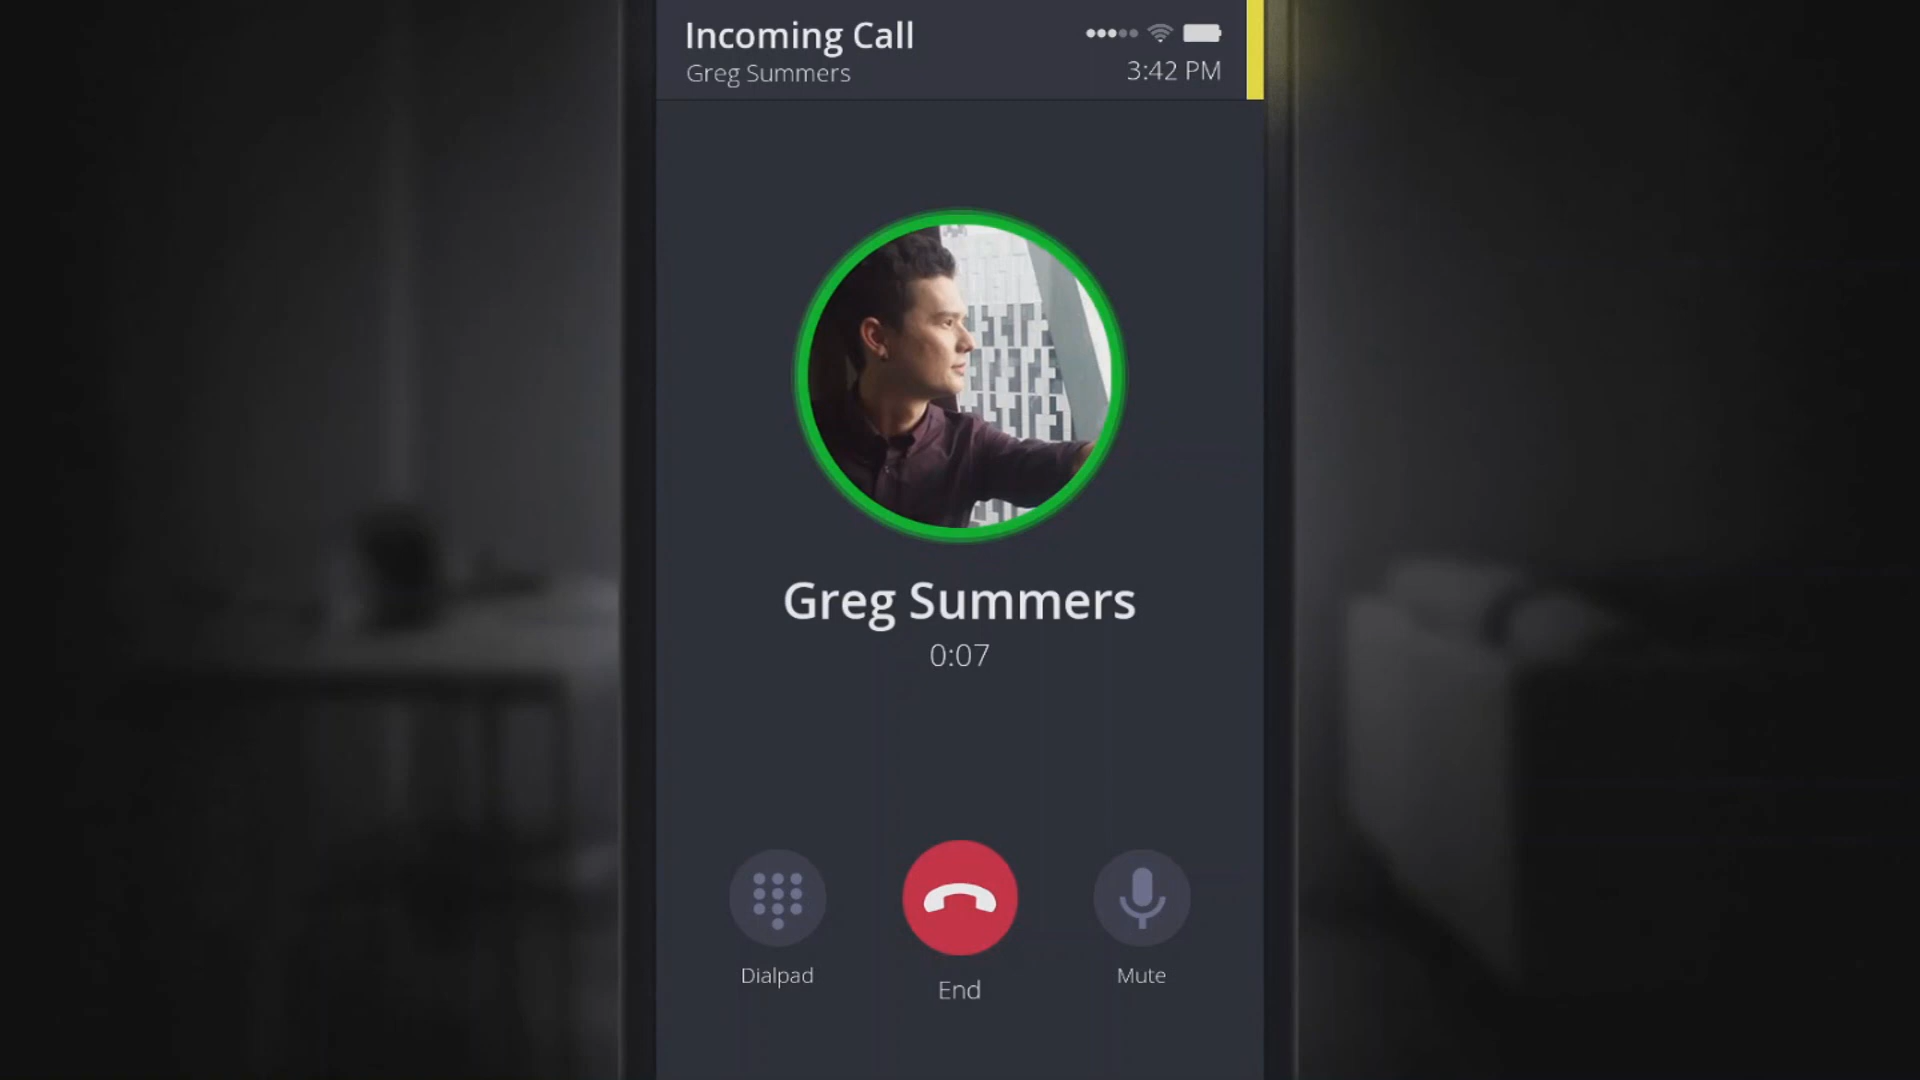 Incoming Call
Greg Summers
3:42 PM
Greg Summers
0:07
Dialpad
End
Mute